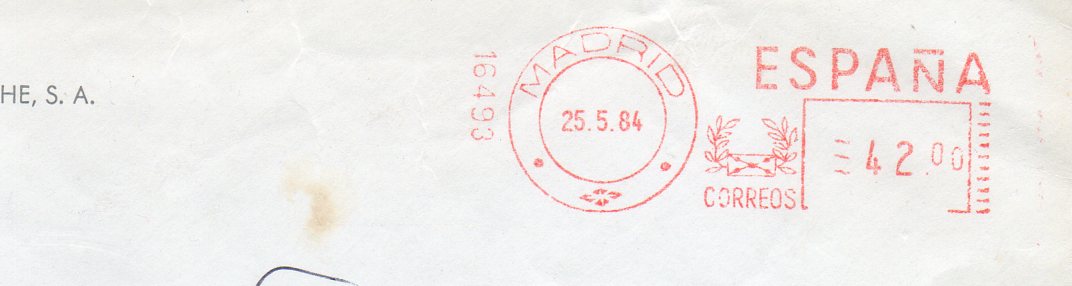 HE, S. A.
16493
MADRID
25.5.84
ESPAÑA
CORREOS
42.00